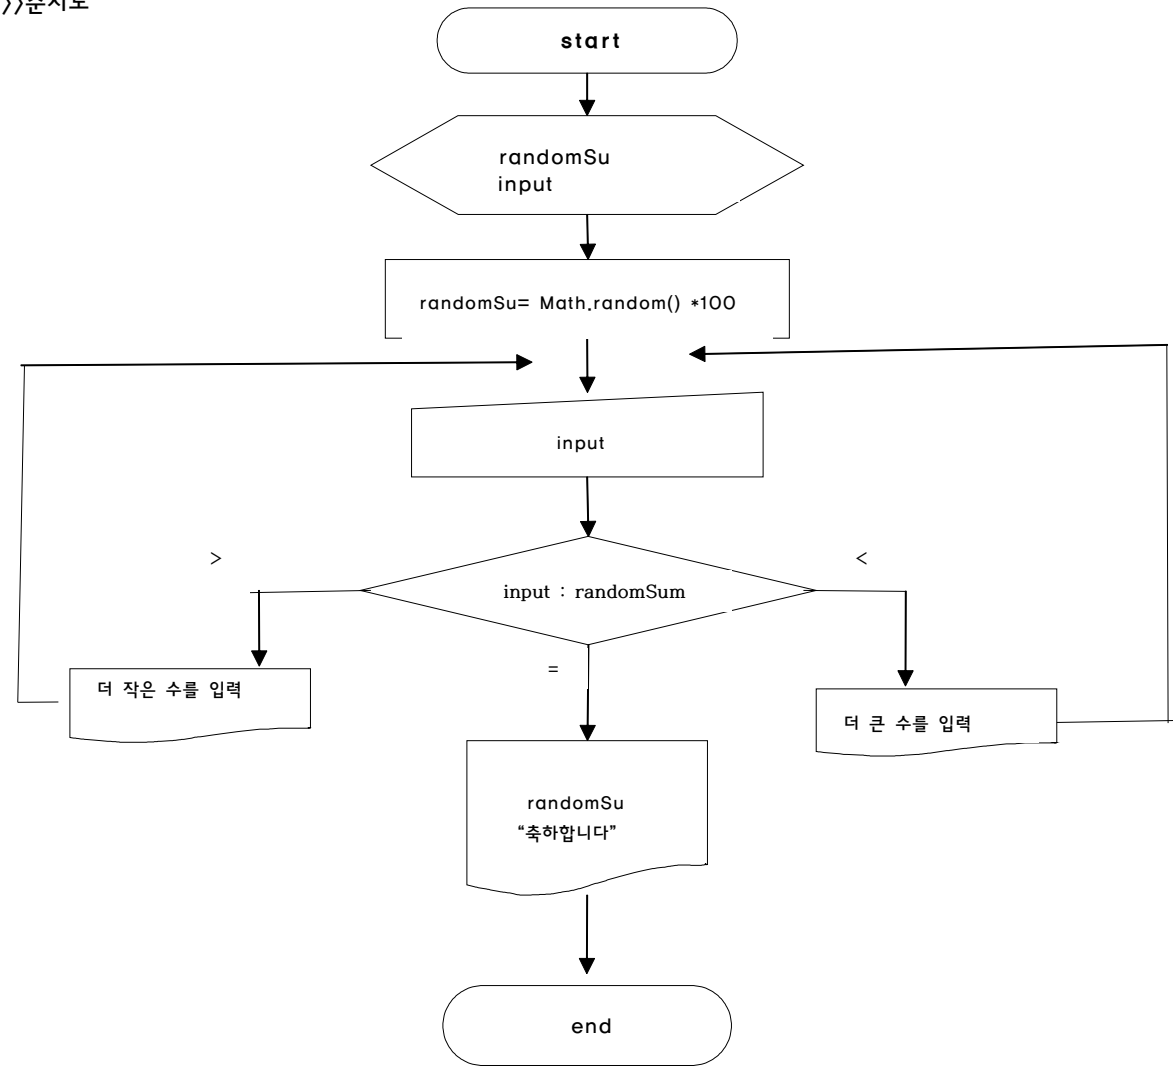 start
randomSu
input
randomSu= Math.random() *100
input
>
<
input : randomSum
=
더 작은 수를 입력
더 큰 수를 입력
randomSu
“축하합니다”
end